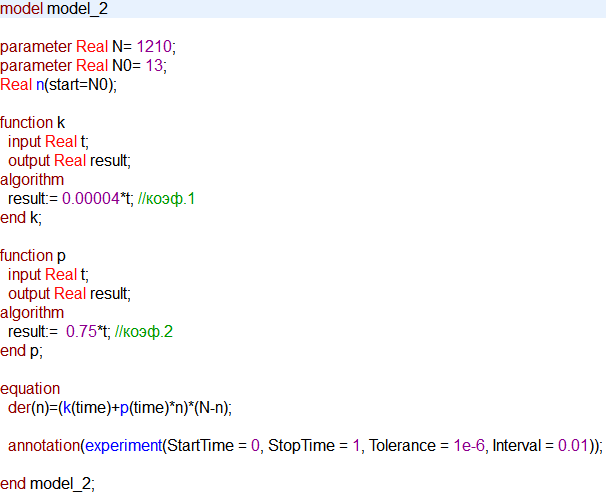 model model_2
parameter Real N= 1210;
parameter Real N0= 13;
Real n(start=N0);
function k
input Real t;
output Real result;
algorithm
result:= 0.00004*t; //коэф.1
end k;
function p
input Real t;
output Real result;
algorithm
result:=  0.75*t; //коэф.2
end p;
equation
der(n)=(k(time)+p(time)*n)*(N-n);
annotation(experiment(StartTime = 0, StopTime = 1, Tolerance = 1e-6, Interval = 0.01));
end model_2;